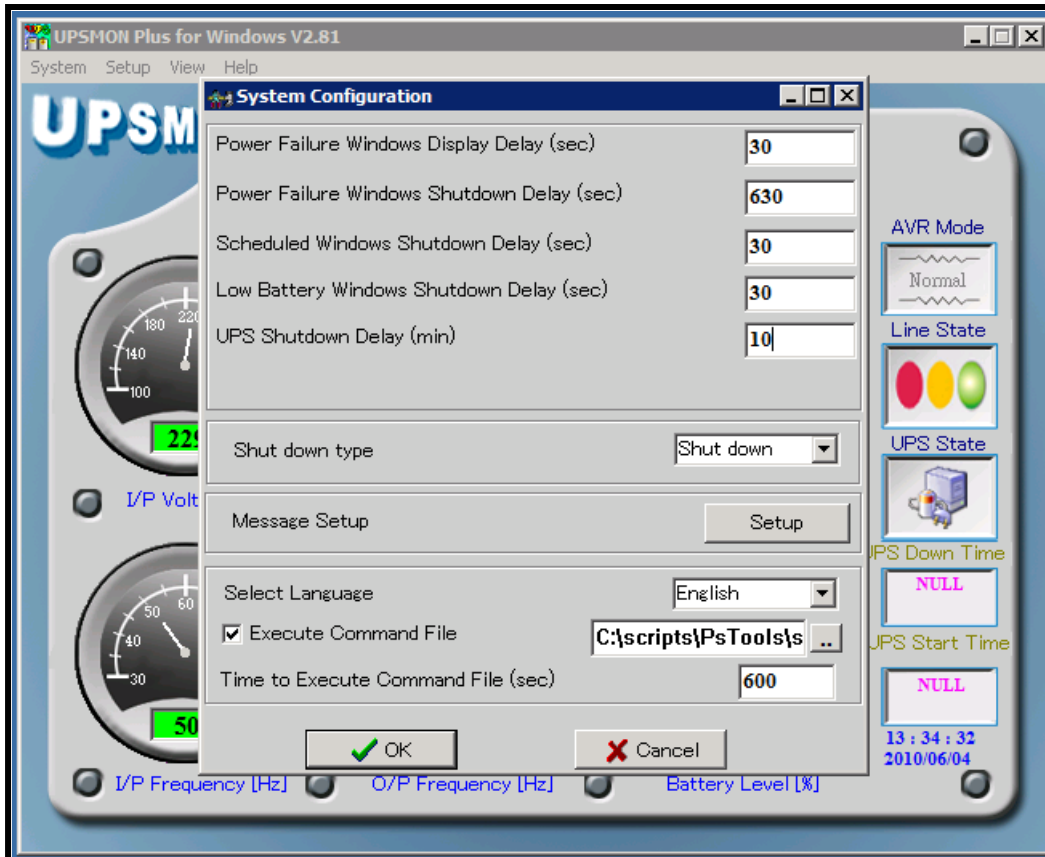 UPSMON Plus for Windows V2.81
System Setup View Help
UPSM
System Configuration
Power Failure Windows Display Delay (sec)
30
Power Failure Windows Shutdown Delay (sec)
630
Scheduled Windows Shutdown Delay (sec)
30
Low Battery Windows Shutdown Delay (sec)
30
UPS Shutdown Delay (min)
10
Shut down type
Shut down
Message Setup
Setup
Select Language
English
Execute Command File
C:\scripts\PsTools\s
..
Time to Execute Command File (sec)
600
OK
Cancel
180
220
140
100
229
I/P Volt
60
50
40
30
50
I/P Frequency [Hz]
O/P Frequency [Hz]
Battery Level [%]
AVR Mode
Normal
Line State
UPS State
UPS Down Time
NULL
UPS Start Time
NULL
13 : 34 : 32
2010/06/04